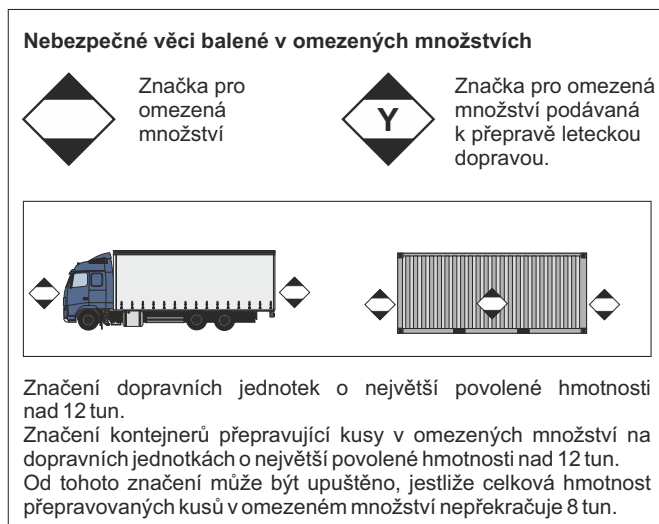 Nebezpečné věci balené v omezených množstvích
Značka pro
omezená
množství
Y
Značka pro omezená
množství podávaná
k přepravě leteckou
dopravou.
Značení dopravních jednotek o největší povolené hmotnosti
nad 12 tun.
Značení kontejnerů přepravující kusy v omezených množství na
dopravních jednotkách o největší povolené hmotnosti nad 12 tun.
Od tohoto značení může být upuštěno, jestliže celková hmotnost
přepravovaných kusů v omezeném množství nepřekračuje 8 tun.